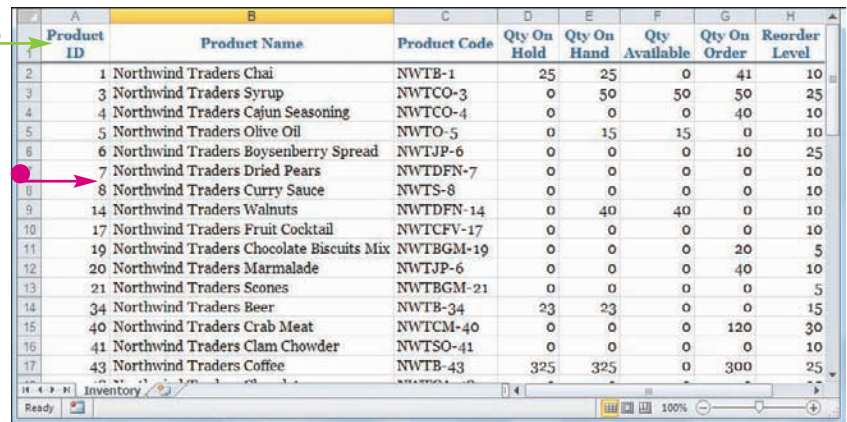 A B C D E F G H
1 Product ID Product Name Product Code Qty On Hold Qty On Hand Qty Available Qty On Order Reorder Level
2 1 Northwind Traders Chai NWTB-1 25 25 0 41 10
3 3 Northwind Traders Syrup NWTCO-3 0 50 50 50 25
4 4 Northwind Traders Cajun Seasoning NWTCO-4 0 0 0 40 10
5 5 Northwind Traders Olive Oil NWTO-5 0 15 15 0 10
6 6 Northwind Traders Boysenberry Spread NWTJP-6 0 0 0 10 25
7 Northwind Traders Dried Pears NWTDFN-7 0 0 0 0 10
8 8 Northwind Traders Curry Sauce NWTS-8 0 0 0 0 10
9 14 Northwind Traders Walnuts NWTDFN-14 0 40 40 0 10
10 17 Northwind Traders Fruit Cocktail NWTCFV-17 0 0 0 0 10
11 19 Northwind Traders Chocolate Biscuits Mix NWTBGM-19 0 0 0 20 5
12 20 Northwind Traders Marmalade NWTJP-6 0 0 0 40 10
13 21 Northwind Traders Scones NWTBGM-21 0 0 0 0 5
14 34 Northwind Traders Beer NWTB-34 23 23 0 0 15
15 40 Northwind Traders Crab Meat NWTCM-40 0 0 0 120 30
16 41 Northwind Traders Clam Chowder NWTSO-41 0 0 0 0 10
17 43 Northwind Traders Coffee NWTB-43 325 325 0 300 25
Inventory
Ready 100%